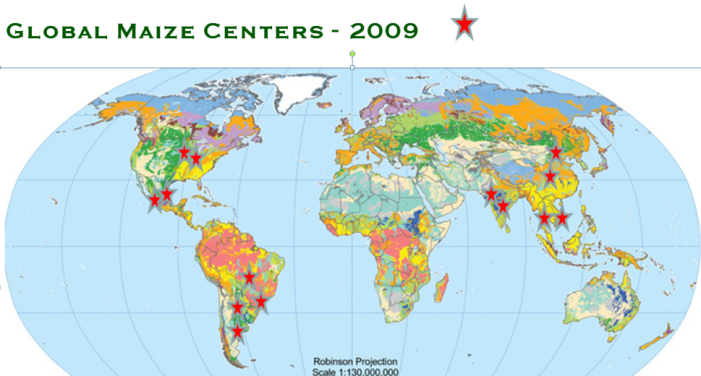 Global Maize Centers - 2009
Robinson Projection
Scale 1:130,000,000